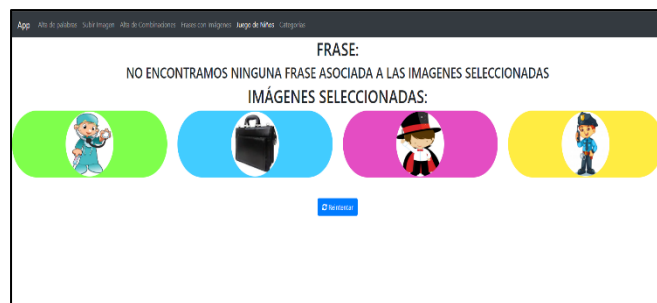 App Alta de palabras Subir Imagen Alta de Combinaciones Frases con imágenes Juego de Niños Categorías
FRASE:
NO ENCONTRAMOS NINGUNA FRASE ASOCIADA A LAS IMAGENES SELECCIONADAS
IMÁGENES SELECCIONADAS:
Reintentar